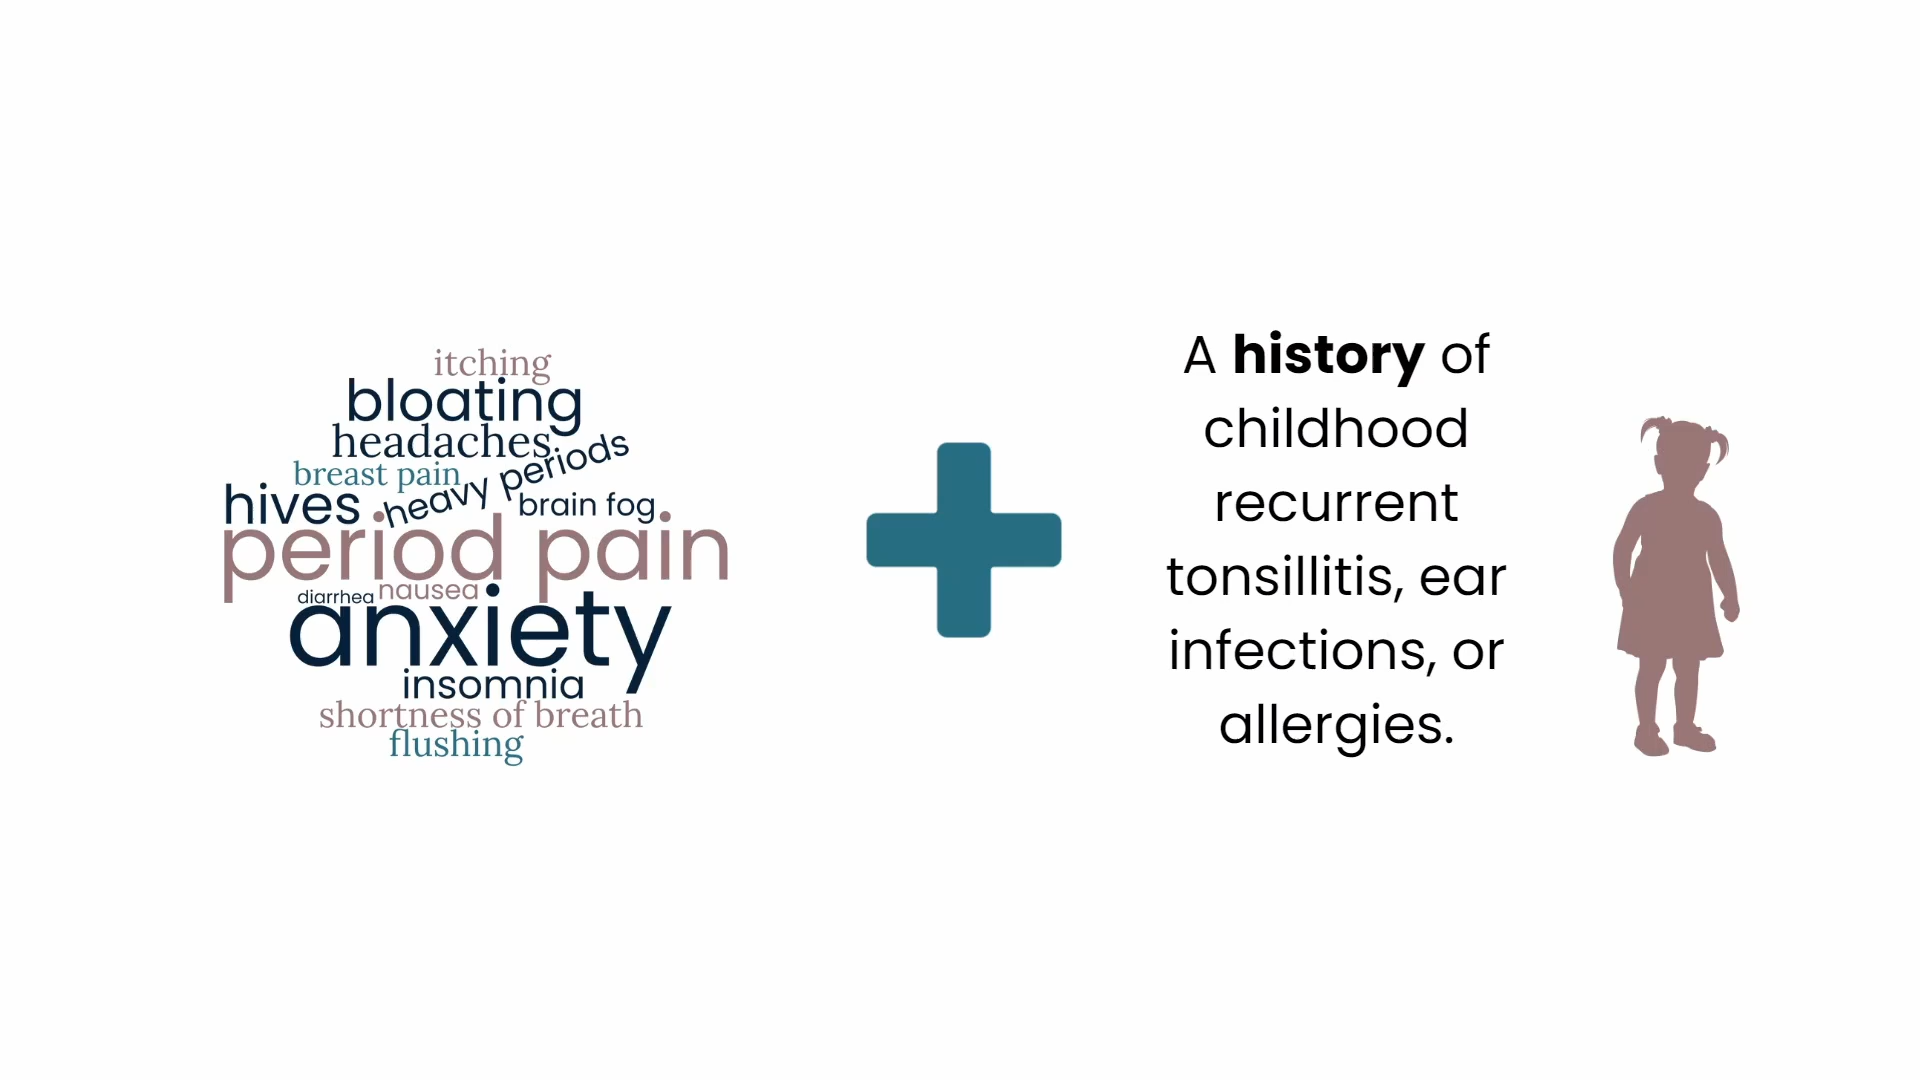 itching
bloating
headaches
breast pain
heavy periods
hives
brain fog
period pain
diarrhea
nausea
anxiety
insomnia
shortness of breath
flushing
A history of
childhood
recurrent
tonsillitis, ear
infections, or
allergies.